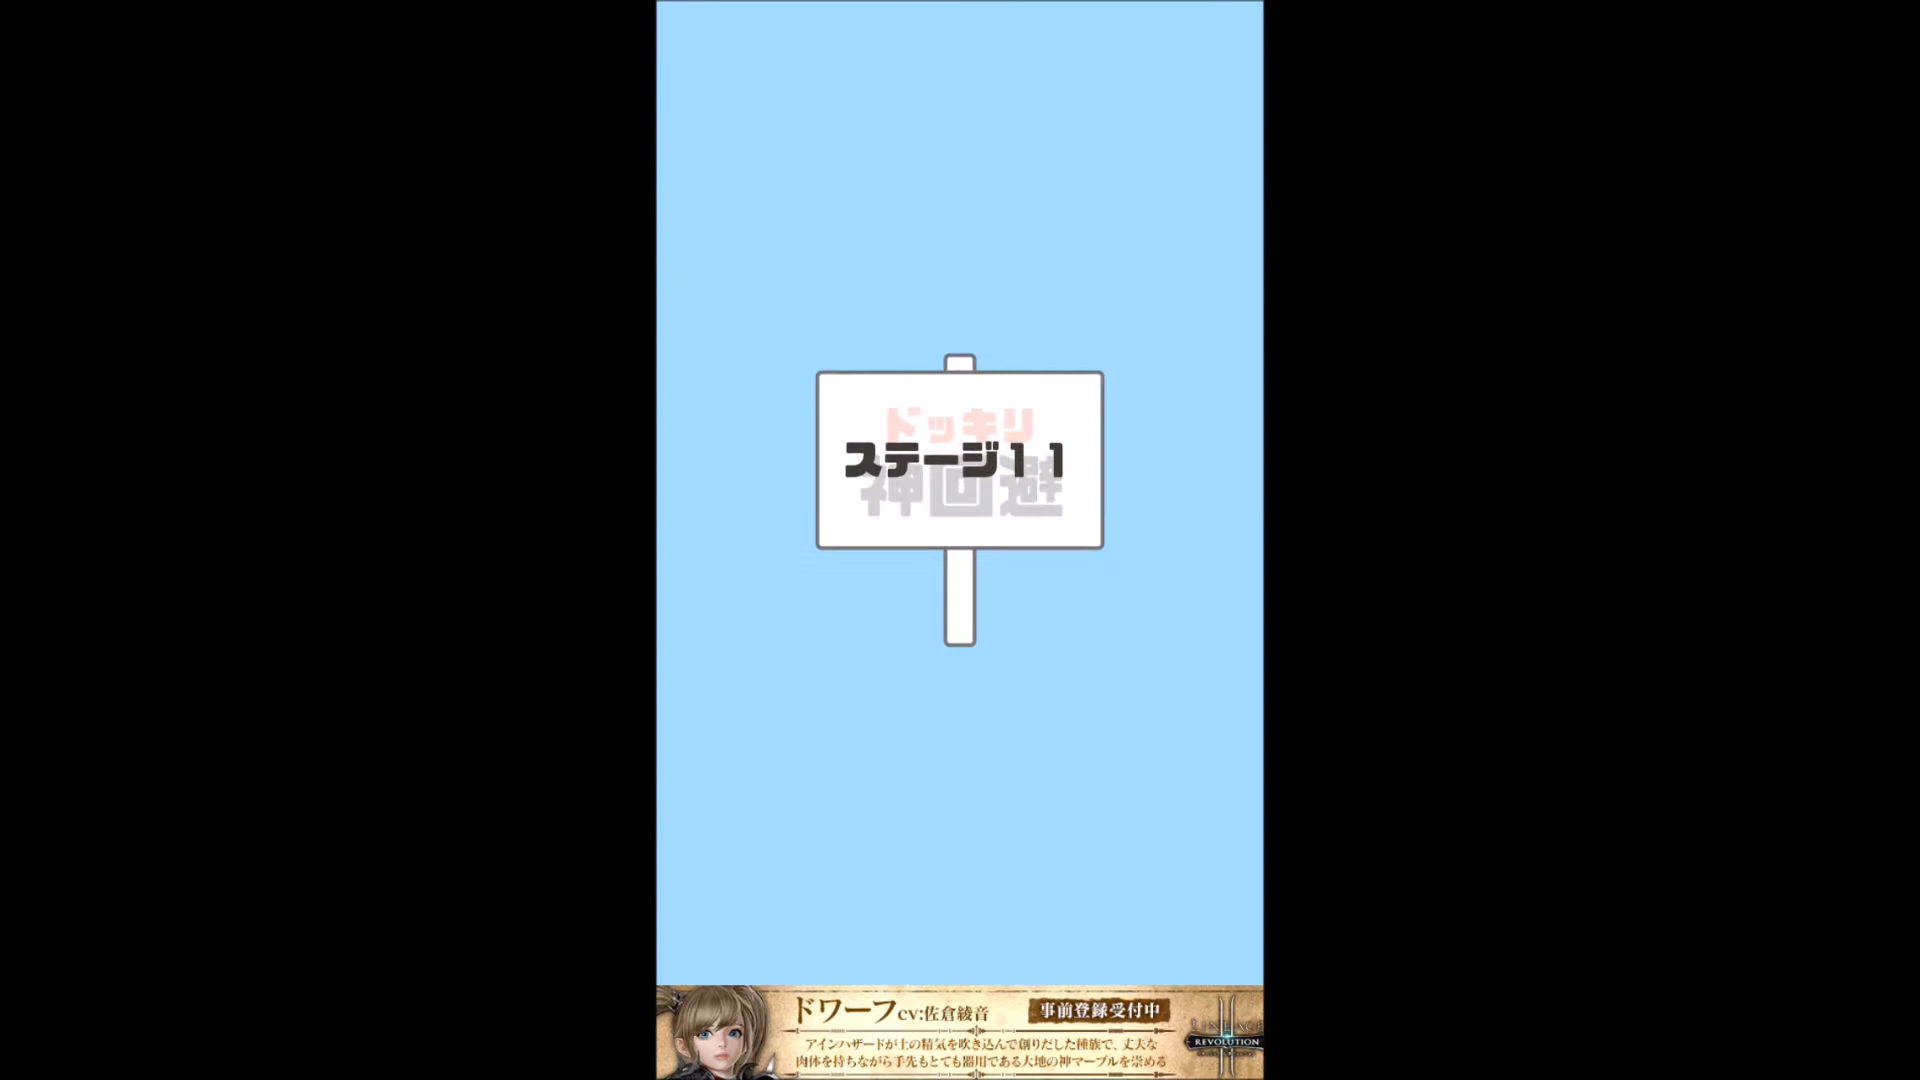 ドッキリ
神回避
ステージ11
ドワーフcv:佐倉綾音
事前登録受付中
アインハザードが土の精気を吹き込んで創りだした種族で、丈夫な
肉体を持ちながら手先もとても器用である大地の神マーブルを崇める
LINEAGE
REVOLUTION